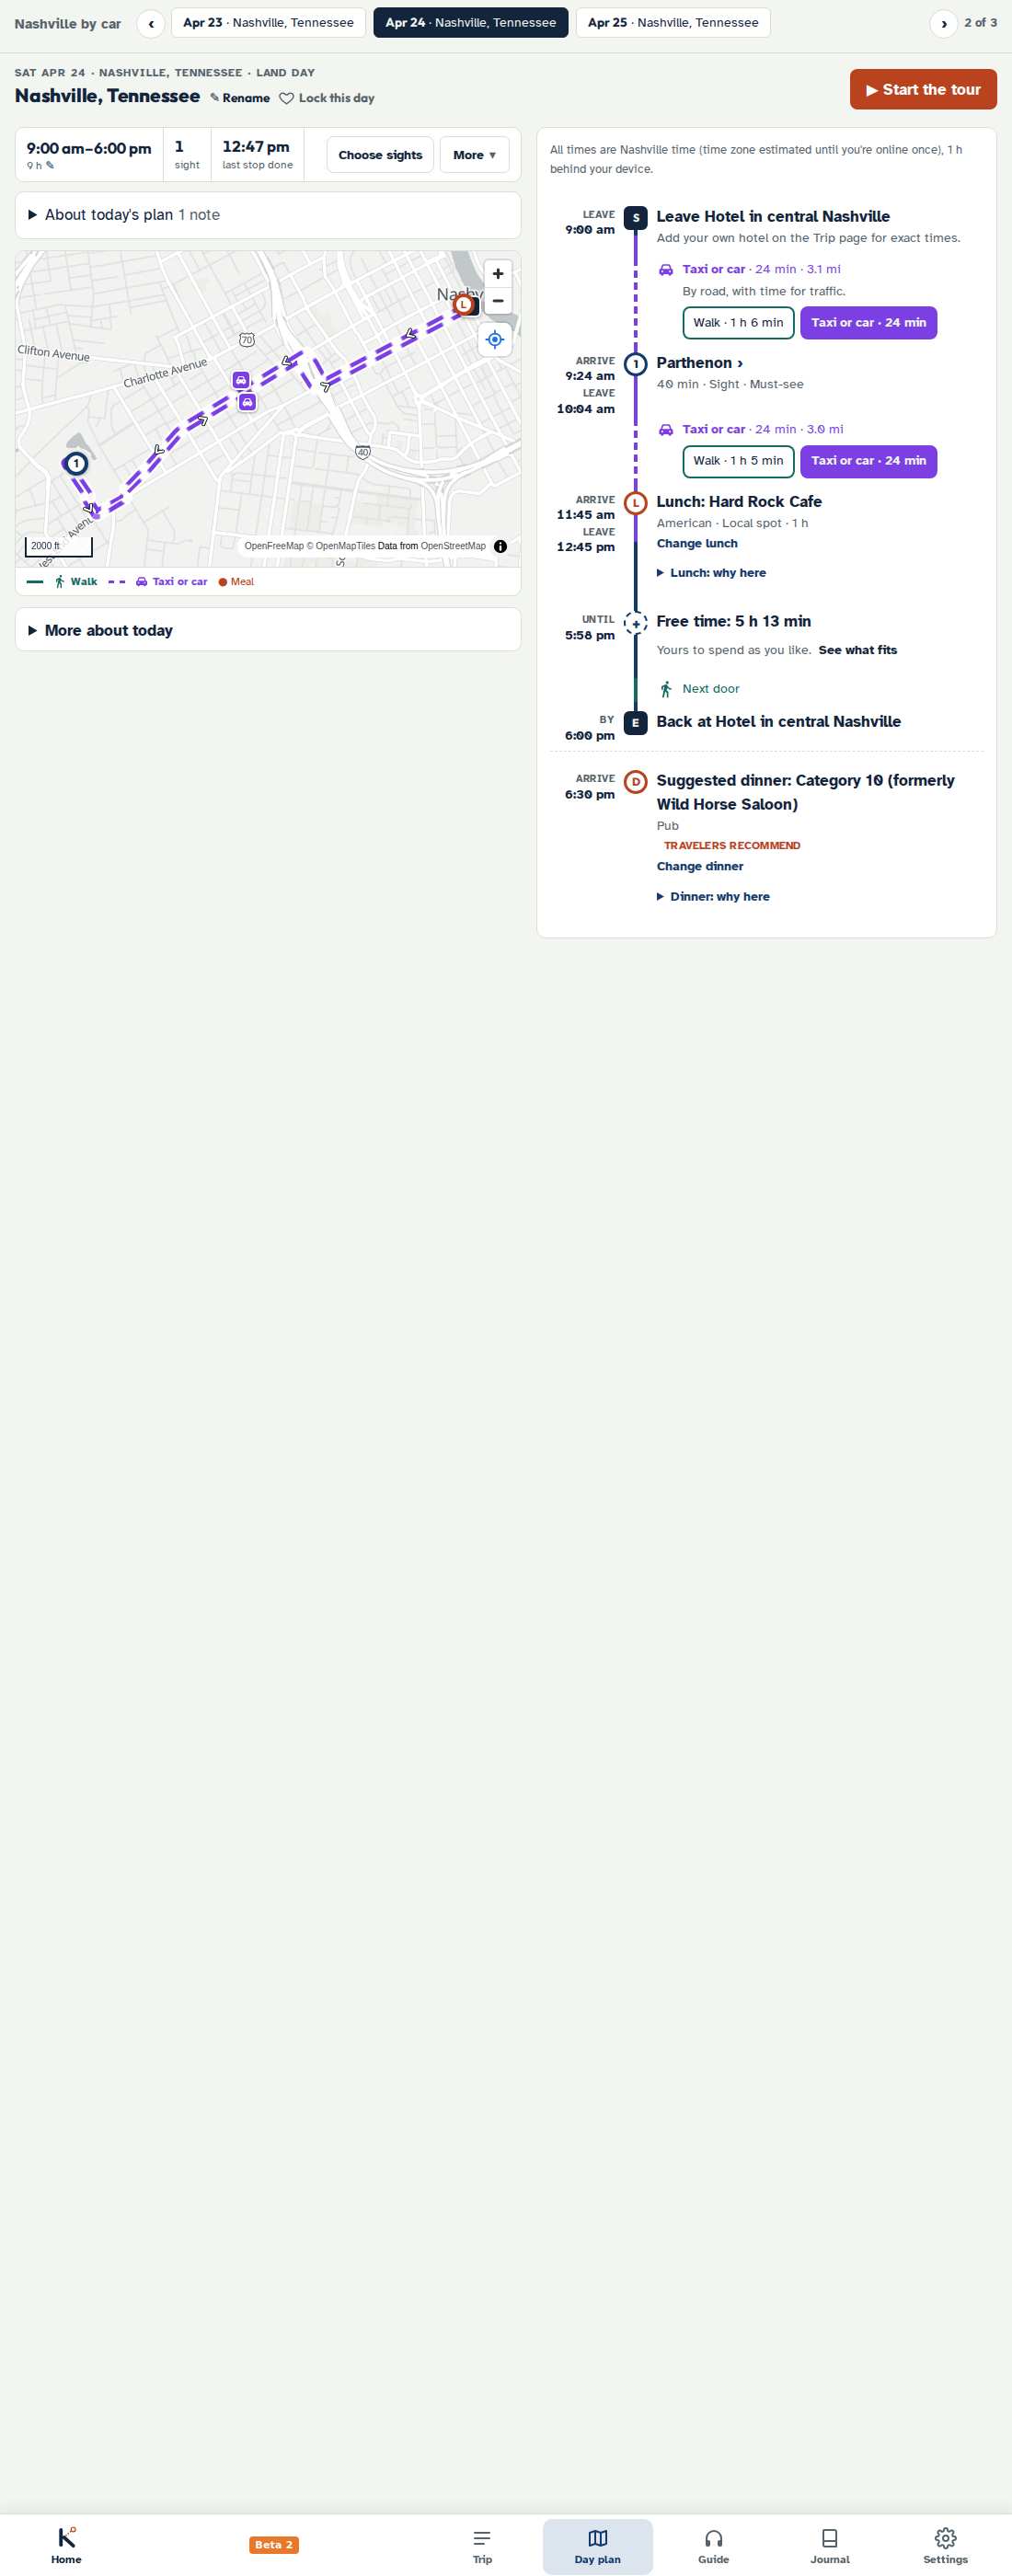 Nashville by car
‹
Apr 23 · Nashville, Tennessee
Apr 24 · Nashville, Tennessee
Apr 25 · Nashville, Tennessee
›
2 of 3
SAT APR 24 · NASHVILLE, TENNESSEE · LAND DAY
Nashville, Tennessee ✎ Rename Lock this day
▶ Start the tour
9:00 am–6:00 pm
9 h ✎
1
sight
12:47 pm
last stop done
Choose sights
More ▾
▶ About today's plan 1 note
Clifton Avenue
Charlotte Avenue
70
40
L
1
+
−
2000 ft
OpenFreeMap © OpenMapTiles Data from OpenStreetMap
Walk
Taxi or car
Meal
▶ More about today
All times are Nashville time (time zone estimated until you're online once), 1 h
behind your device.
LEAVE
9:00 am
S
Leave Hotel in central Nashville
Add your own hotel on the Trip page for exact times.
Taxi or car · 24 min · 3.1 mi
By road, with time for traffic.
Walk · 1 h 6 min
Taxi or car · 24 min
ARRIVE
9:24 am
LEAVE
10:04 am
1
Parthenon ›
40 min · Sight · Must-see
Taxi or car · 24 min · 3.0 mi
Walk · 1 h 5 min
Taxi or car · 24 min
ARRIVE
11:45 am
LEAVE
12:45 pm
L
Lunch: Hard Rock Cafe
American · Local spot · 1 h
Change lunch
▶ Lunch: why here
UNTIL
5:58 pm
+
Free time: 5 h 13 min
Yours to spend as you like. See what fits
Next door
BY
6:00 pm
E
Back at Hotel in central Nashville
ARRIVE
6:30 pm
D
Suggested dinner: Category 10 (formerly
Wild Horse Saloon)
Pub
TRAVELERS RECOMMEND
Change dinner
▶ Dinner: why here
Home
Beta 2
Trip
Day plan
Guide
Journal
Settings